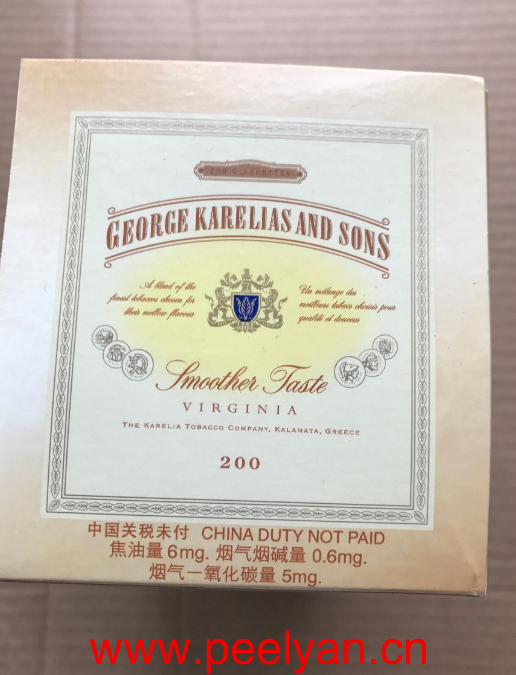 FOR CIGARETTES
GEORGE KARELIAS AND SONS
A blend of the
finest tobaccos chosen for
their mellow flavours
Un mélange des
meilleurs tabacs choisis pour
qualité et douceur
Smoother Taste
VIRGINIA
THE KARELIA TOBACCO COMPANY, KALAMATA, GREECE
200
中国关税未付 CHINA DUTY NOT PAID
焦油量 6mg. 烟气烟碱量 0.6mg.
烟气一氧化碳量 5mg.
www.peelyan.cn